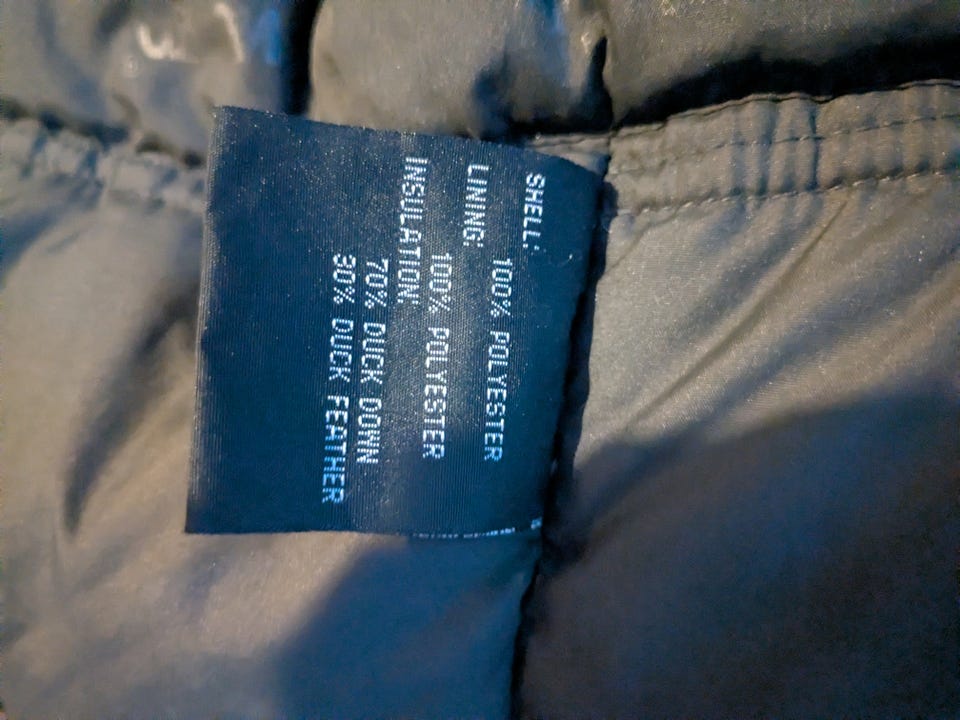 SHELL:
100% POLYESTER
LINING:
100% POLYESTER
INSULATION:
70% DUCK DOWN
30% DUCK FEATHER